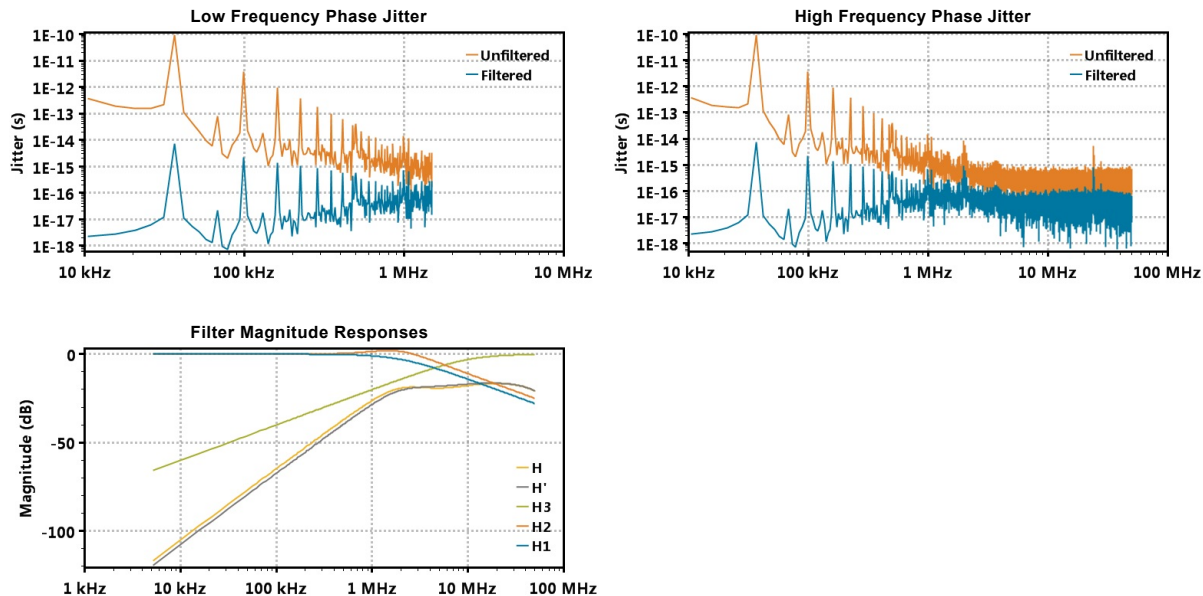 Low Frequency Phase Jitter
Jitter (s)
1E-10
1E-11
1E-12
1E-13
1E-14
1E-15
1E-16
1E-17
1E-18
Unfiltered
Filtered
10 kHz 100 kHz 1 MHz 10 MHz
High Frequency Phase Jitter
Jitter (s)
1E-10
1E-11
1E-12
1E-13
1E-14
1E-15
1E-16
1E-17
1E-18
Unfiltered
Filtered
10 kHz 100 kHz 1 MHz 10 MHz 100 MHz
Filter Magnitude Responses
Magnitude (dB)
0
-50
-100
H
H'
H3
H2
H1
1 kHz 10 kHz 100 kHz 1 MHz 10 MHz 100 MHz